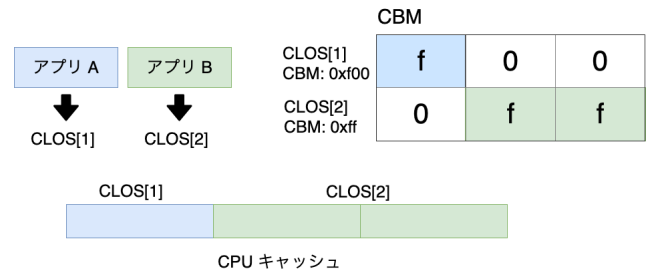 CBM
アプリ A
アプリ B
CLOS[1]
CLOS[2]
CLOS[1]
CBM: 0xf00
f 0 0
CLOS[2]
CBM: 0xff
0 f f
CLOS[1]
CLOS[2]
CPU キャッシュ